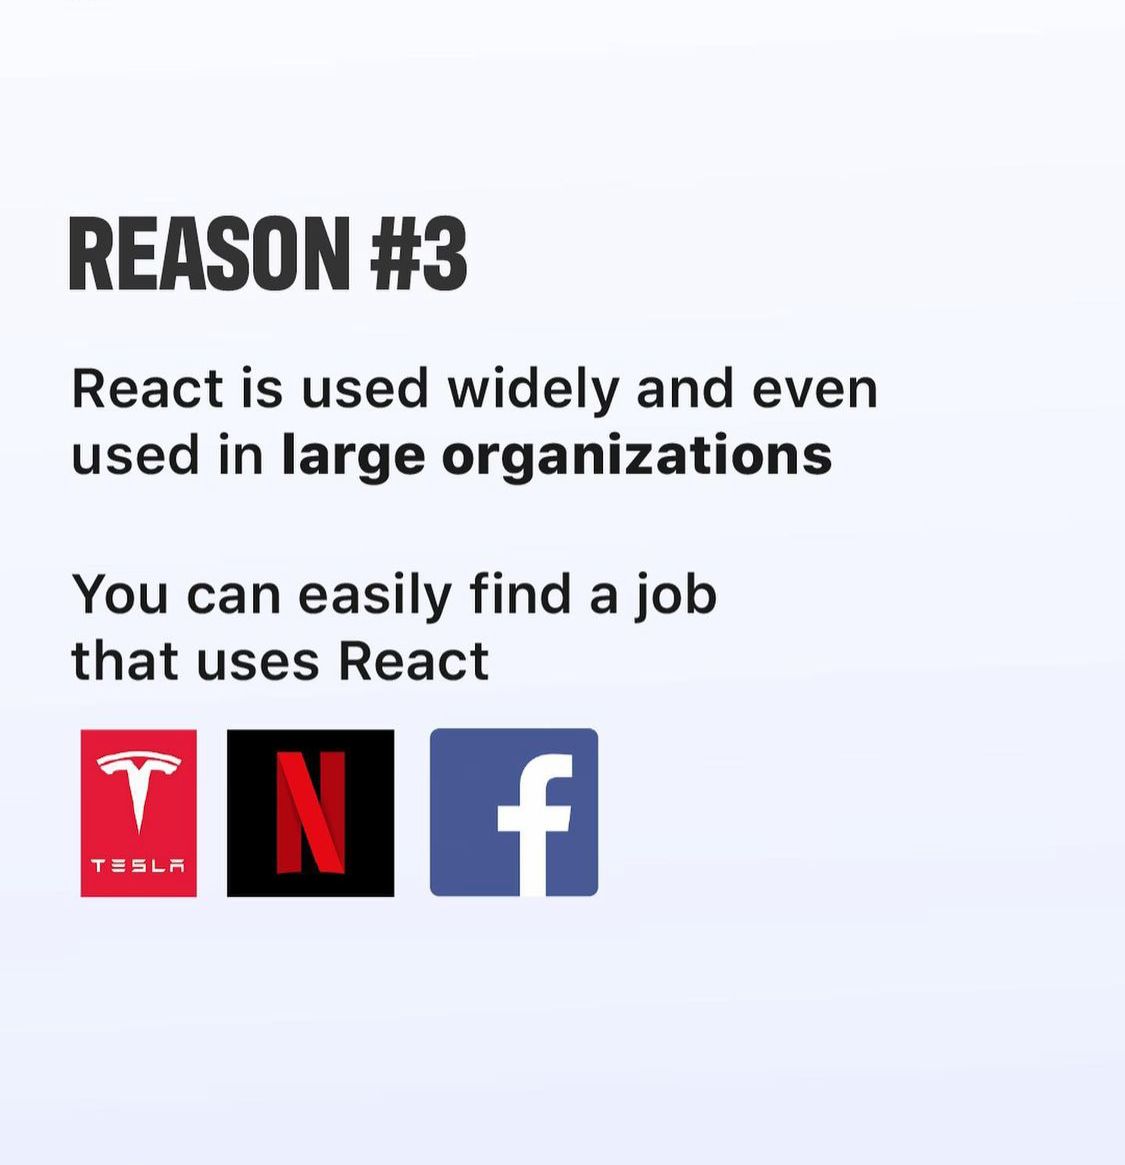 REASON #3
React is used widely and even
used in large organizations
You can easily find a job
that uses React
TESLA
N
f